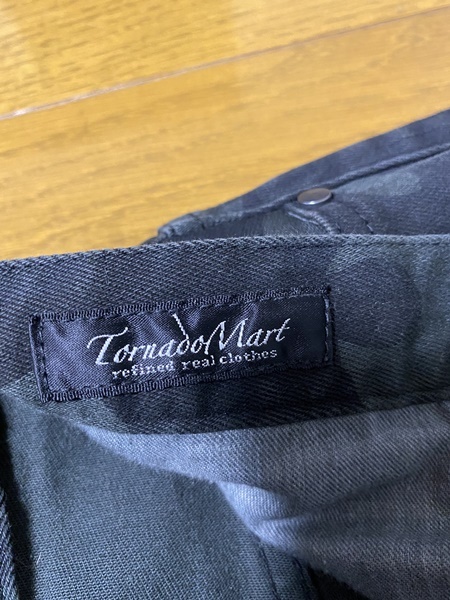 TornadoMart
refined real clothes